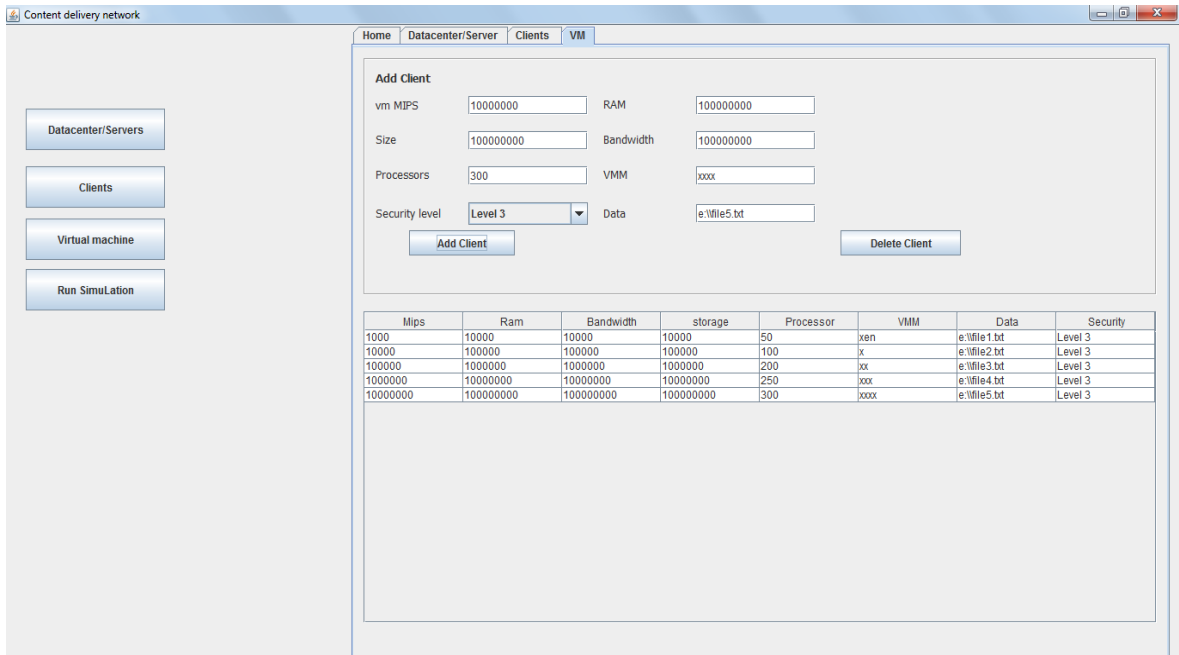 Content delivery network
Home Datacenter/Server Clients VM
Datacenter/Servers
Clients
Virtual machine
Run SimuLation
Add Client
vm MIPS 10000000 RAM 100000000
Size 100000000 Bandwidth 100000000
Processors 300 VMM xxxx
Security level Level 3 Data e:\\file5.txt
Add Client Delete Client
Mips Ram Bandwidth storage Processor VMM Data Security
1000 10000 10000 10000 50 xen e:\\file1.txt Level 3
10000 100000 100000 100000 100 x e:\\file2.txt Level 3
100000 1000000 1000000 1000000 200 xx e:\\file3.txt Level 3
1000000 10000000 10000000 10000000 250 xxx e:\\file4.txt Level 3
10000000 100000000 100000000 100000000 300 xxxx e:\\file5.txt Level 3